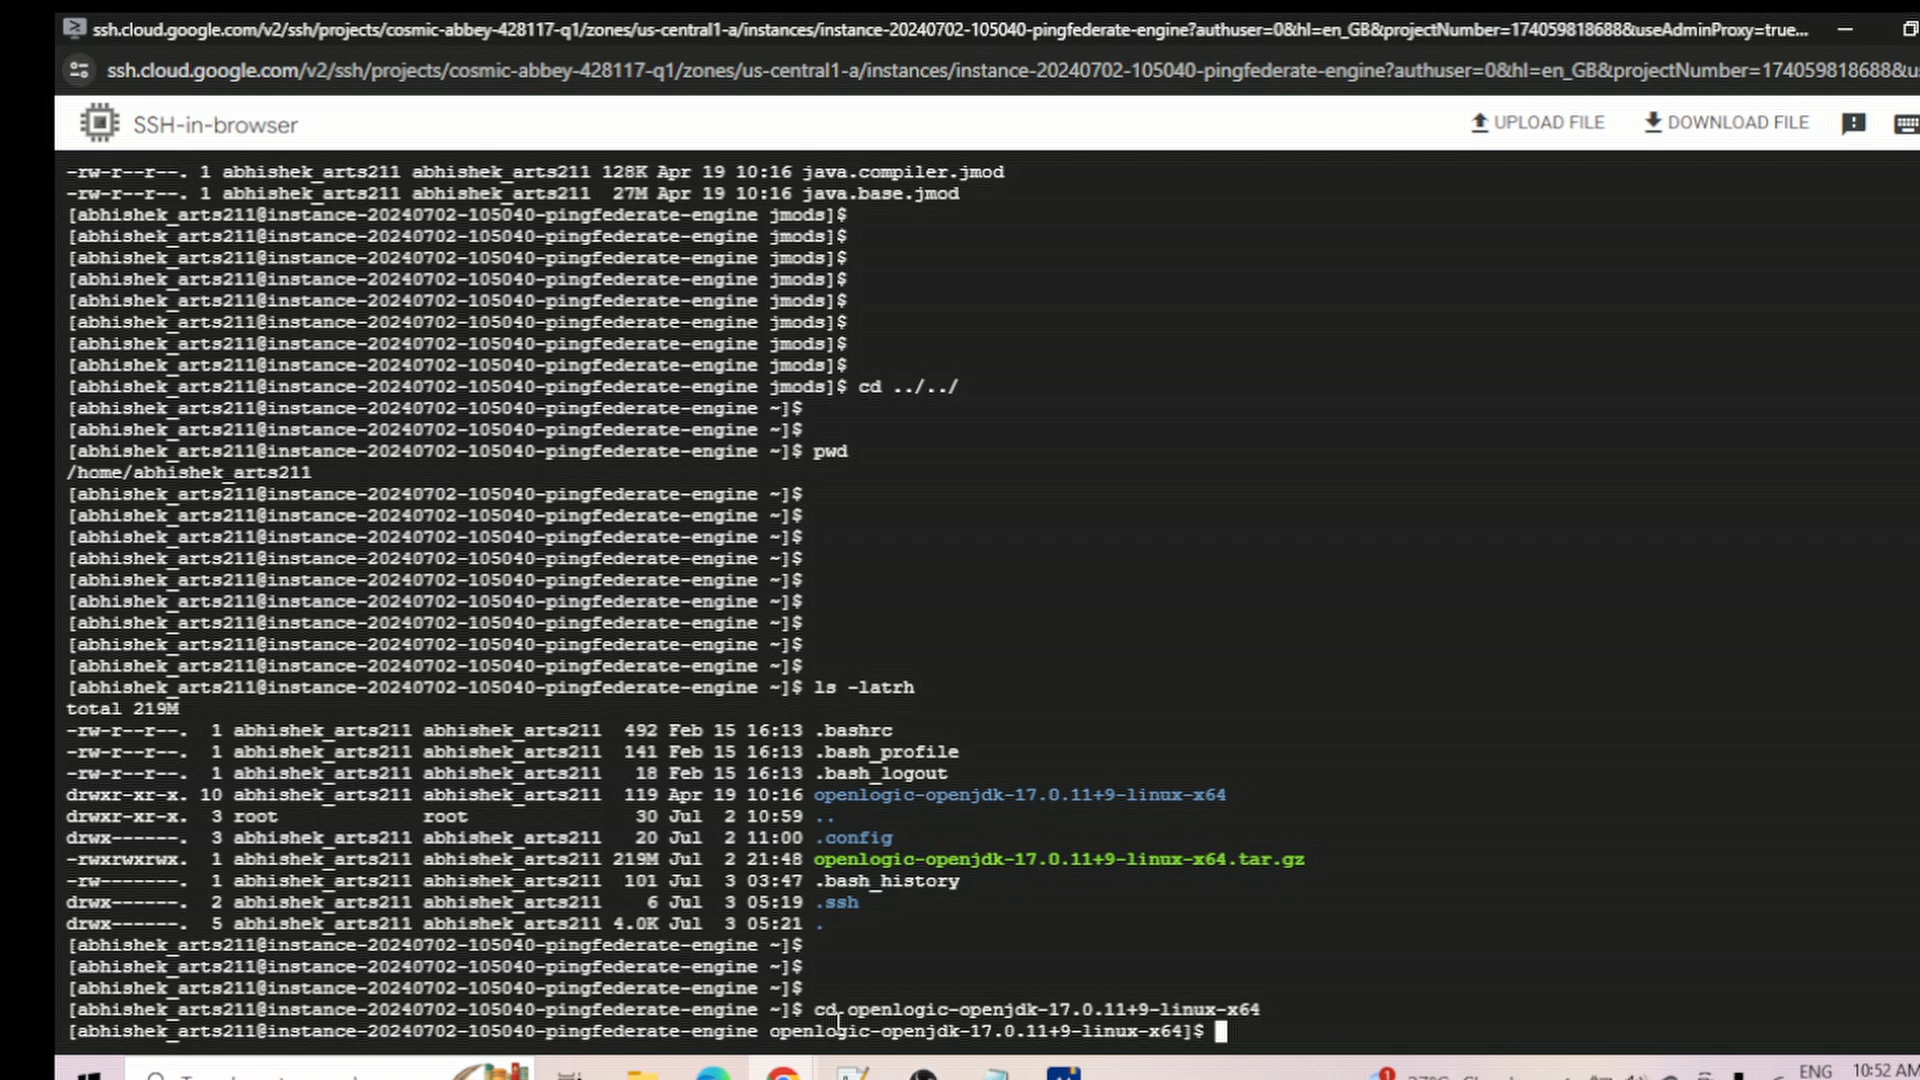 ssh.cloud.google.com/v2/ssh/projects/cosmic-abbey-428117-q1/zones/us-central1-a/instances/instance-20240702-105040-pingfederate-engine?authuser=0&hl=en_GB&projectNumber=174059818688&useAdminProxy=true...
ssh.cloud.google.com/v2/ssh/projects/cosmic-abbey-428117-q1/zones/us-central1-a/instances/instance-20240702-105040-pingfederate-engine?authuser=0&hl=en_GB&projectNumber=174059818688&u
SSH-in-browser
UPLOAD FILE
DOWNLOAD FILE
-rw-r--r--. 1 abhishek_arts211 abhishek_arts211 128K Apr 19 10:16 java.compiler.jmod
-rw-r--r--. 1 abhishek_arts211 abhishek_arts211  27M Apr 19 10:16 java.base.jmod
[abhishek_arts211@instance-20240702-105040-pingfederate-engine jmods]$
[abhishek_arts211@instance-20240702-105040-pingfederate-engine jmods]$
[abhishek_arts211@instance-20240702-105040-pingfederate-engine jmods]$
[abhishek_arts211@instance-20240702-105040-pingfederate-engine jmods]$
[abhishek_arts211@instance-20240702-105040-pingfederate-engine jmods]$
[abhishek_arts211@instance-20240702-105040-pingfederate-engine jmods]$
[abhishek_arts211@instance-20240702-105040-pingfederate-engine jmods]$
[abhishek_arts211@instance-20240702-105040-pingfederate-engine jmods]$
[abhishek_arts211@instance-20240702-105040-pingfederate-engine jmods]$ cd ../../
[abhishek_arts211@instance-20240702-105040-pingfederate-engine ~]$
[abhishek_arts211@instance-20240702-105040-pingfederate-engine ~]$
[abhishek_arts211@instance-20240702-105040-pingfederate-engine ~]$ pwd
/home/abhishek_arts211
[abhishek_arts211@instance-20240702-105040-pingfederate-engine ~]$
[abhishek_arts211@instance-20240702-105040-pingfederate-engine ~]$
[abhishek_arts211@instance-20240702-105040-pingfederate-engine ~]$
[abhishek_arts211@instance-20240702-105040-pingfederate-engine ~]$
[abhishek_arts211@instance-20240702-105040-pingfederate-engine ~]$
[abhishek_arts211@instance-20240702-105040-pingfederate-engine ~]$
[abhishek_arts211@instance-20240702-105040-pingfederate-engine ~]$
[abhishek_arts211@instance-20240702-105040-pingfederate-engine ~]$
[abhishek_arts211@instance-20240702-105040-pingfederate-engine ~]$
[abhishek_arts211@instance-20240702-105040-pingfederate-engine ~]$ ls -latrh
total 219M
-rw-r--r--.  1 abhishek_arts211 abhishek_arts211  492 Feb 15 16:13 .bashrc
-rw-r--r--.  1 abhishek_arts211 abhishek_arts211  141 Feb 15 16:13 .bash_profile
-rw-r--r--.  1 abhishek_arts211 abhishek_arts211   18 Feb 15 16:13 .bash_logout
drwxr-xr-x. 10 abhishek_arts211 abhishek_arts211  119 Apr 19 10:16 openlogic-openjdk-17.0.11+9-linux-x64
drwxr-xr-x.  3 root             root               30 Jul  2 10:59 ..
drwx------.  3 abhishek_arts211 abhishek_arts211   20 Jul  2 11:00 .config
-rwxrwxrwx.  1 abhishek_arts211 abhishek_arts211 219M Jul  2 21:48 openlogic-openjdk-17.0.11+9-linux-x64.tar.gz
-rw-------.  1 abhishek_arts211 abhishek_arts211  101 Jul  3 03:47 .bash_history
drwx------.  2 abhishek_arts211 abhishek_arts211    6 Jul  3 05:19 .ssh
drwx------.  5 abhishek_arts211 abhishek_arts211 4.0K Jul  3 05:21 .
[abhishek_arts211@instance-20240702-105040-pingfederate-engine ~]$
[abhishek_arts211@instance-20240702-105040-pingfederate-engine ~]$
[abhishek_arts211@instance-20240702-105040-pingfederate-engine ~]$
[abhishek_arts211@instance-20240702-105040-pingfederate-engine ~]$ cd openlogic-openjdk-17.0.11+9-linux-x64
[abhishek_arts211@instance-20240702-105040-pingfederate-engine openlogic-openjdk-17.0.11+9-linux-x64]$
ENG
10:52 AM